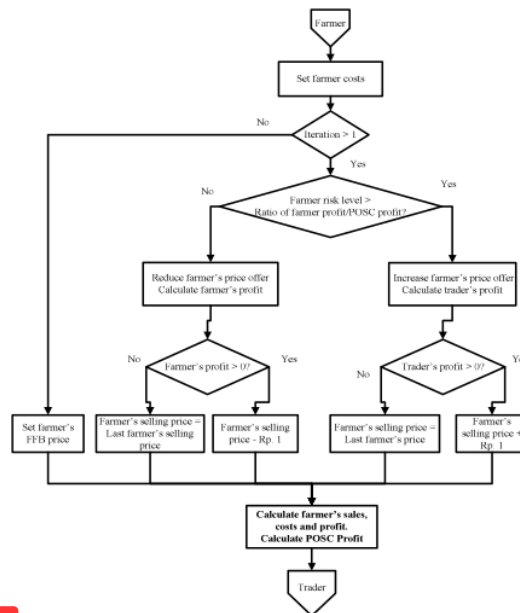 Farmer
Set farmer costs
No
Iteration > 1
Yes
Farmer risk level >
No
Yes
Ratio of farmer profit/POSC profit?
Reduce farmer's price offer
Calculate farmer's profit
Increase farmer's price offer
Calculate trader's profit
No
Farmer's profit > 0?
Yes
Trader's profit > 0?
No
Set farmer's
FFB price
Farmer's selling price =
Last farmer's selling
price
Farmer's selling
price - Rp. 1
Farmer's selling price =
Last farmer's price
Farmer's
selling price +
Rp. 1
Calculate farmer's sales,
costs and profit.
Calculate POSC Profit
Trader